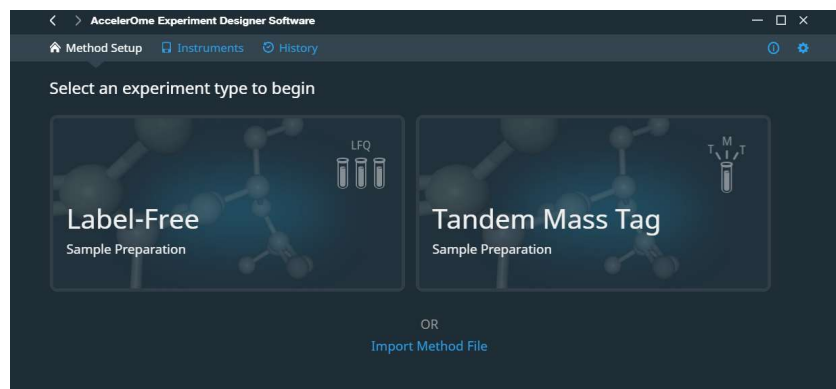 AccelerOme Experiment Designer Software
Method Setup Instruments History
Select an experiment type to begin
LFQ
Label-Free
Sample Preparation
T M T
Tandem Mass Tag
Sample Preparation
OR
Import Method File